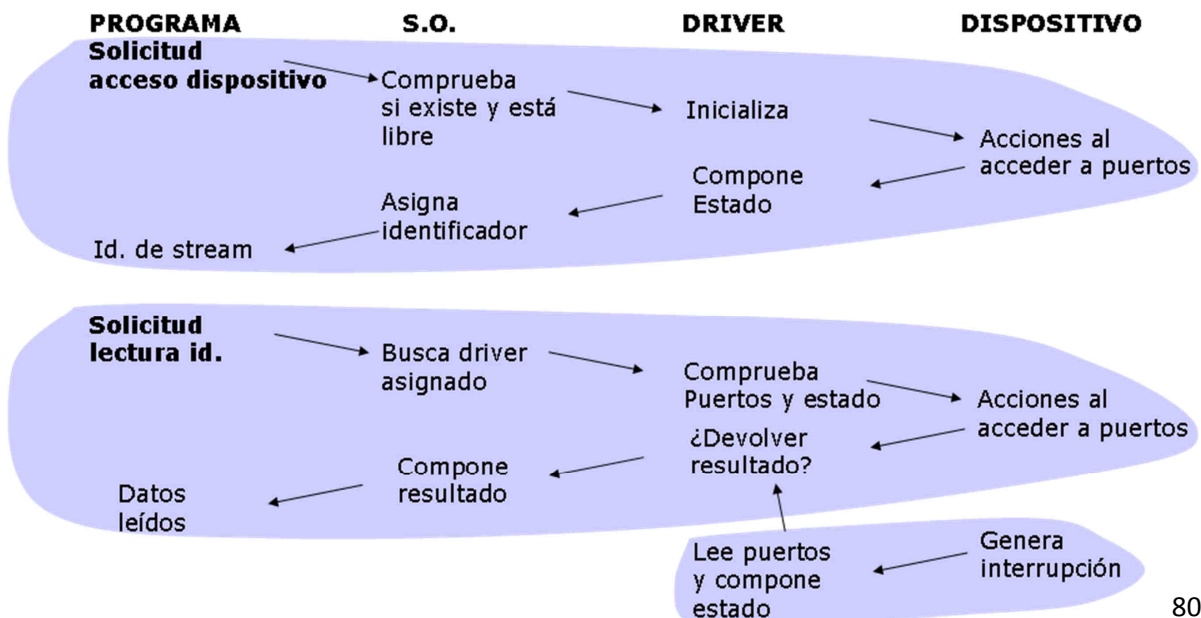 PROGRAMA S.O. DRIVER DISPOSITIVO
Solicitud
acceso dispositivo
Comprueba
si existe y está
libre
Inicializa
Acciones al
acceder a puertos
Compone
Estado
Asigna
identificador
Id. de stream
Solicitud
lectura id.
Busca driver
asignado
Comprueba
Puertos y estado
Acciones al
acceder a puertos
¿Devolver
resultado?
Compone
resultado
Datos
leídos
Genera
interrupción
Lee puertos
y compone
estado
80